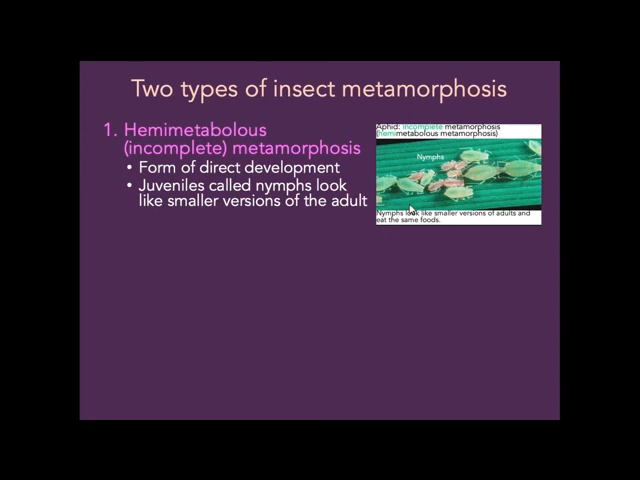 Two types of insect metamorphosis
1. Hemimetabolous
(incomplete) metamorphosis
• Form of direct development
• Juveniles called nymphs look
like smaller versions of the adult
Aphid: incomplete metamorphosis
(hemimetabolous metamorphosis)
Nymphs
Nymphs look like smaller versions of adults and
eat the same foods.